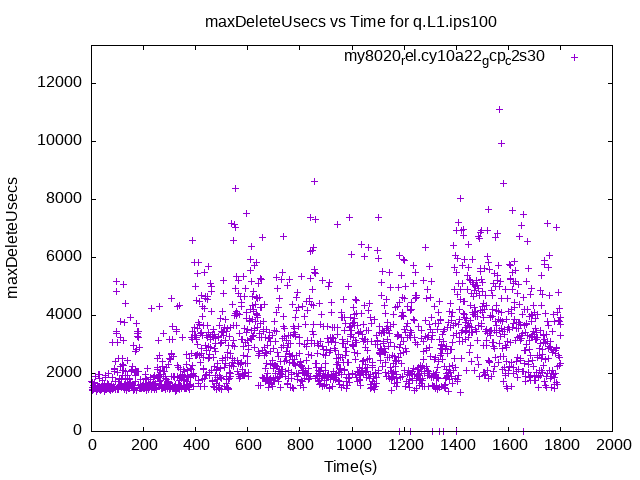 maxDeleteUsecs vs Time for q.L1.ips100
my8020rel.cy10a22gcpc2s30
12000
10000
8000
6000
4000
2000
0
maxDeleteUsecs
0 200 400 600 800 1000 1200 1400 1600 1800 2000
Time(s)